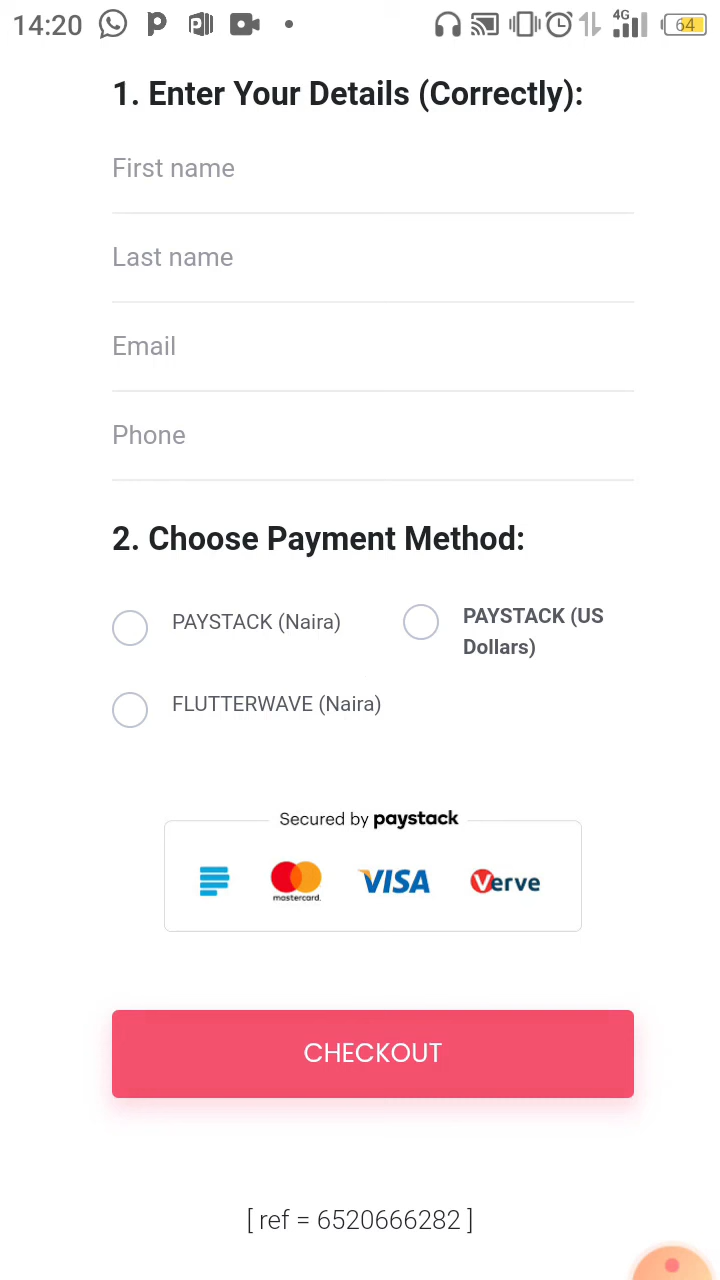 14:20
4G
64
1. Enter Your Details (Correctly):
First name
Last name
Email
Phone
2. Choose Payment Method:
PAYSTACK (Naira)
PAYSTACK (US
Dollars)
FLUTTERWAVE (Naira)
Secured by paystack
mastercard.
VISA
Verve
CHECKOUT
[ ref = 6520666282 ]